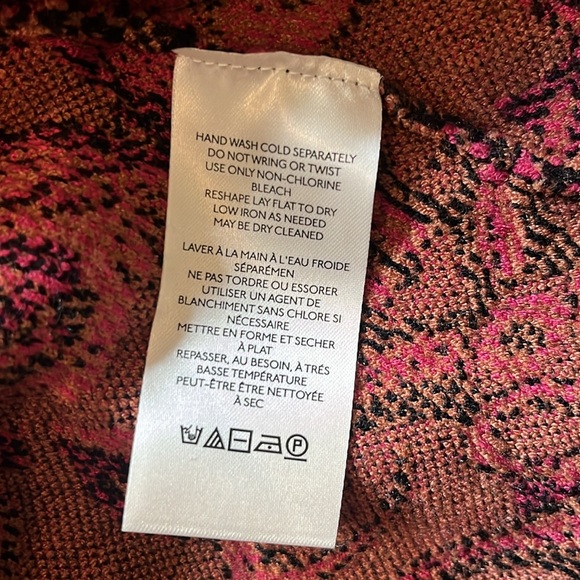 HAND WASH COLD SEPARATELY
DO NOT WRING OR TWIST
USE ONLY NON-CHLORINE
BLEACH
RESHAPE LAY FLAT TO DRY
LOW IRON AS NEEDED
MAY BE DRY CLEANED
LAVER À LA MAIN À L'EAU FROIDE
SÉPARÉMEN
NE PAS TORDRE OU ESSORER
UTILISER UN AGENT DE
BLANCHIMENT SANS CHLORE SI
NÉCESSAIRE
METTRE EN FORME ET SECHER
À PLAT
REPASSER, AU BESOIN, À TRÉS
BASSE TEMPÉRATURE
PEUT-ÊTRE ÊTRE NETTOYÉE
À SEC
P